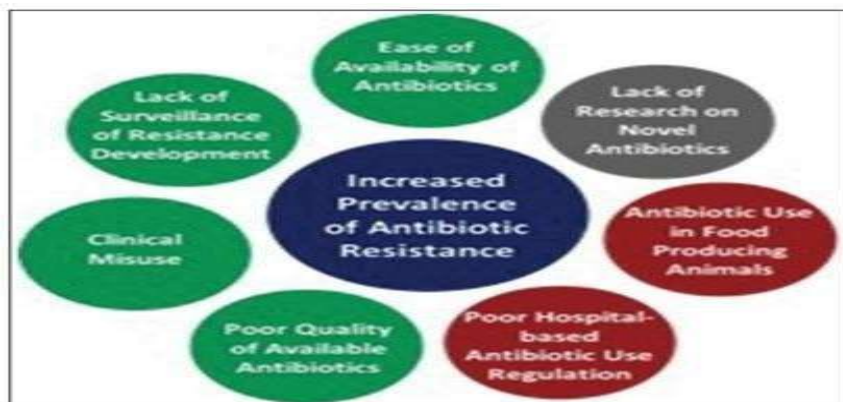 Ease of
Availability of
Antibiotics
Lack of
Surveillance
of Resistance
Development
Lack of
Research on
Novel
Antibiotics
Increased
Prevalence
of Antibiotic
Resistance
Clinical
Misuse
Antibiotic Use
in Food
Producing
Animals
Poor Quality
of Available
Antibiotics
Poor Hospital-
based
Antibiotic Use
Regulation